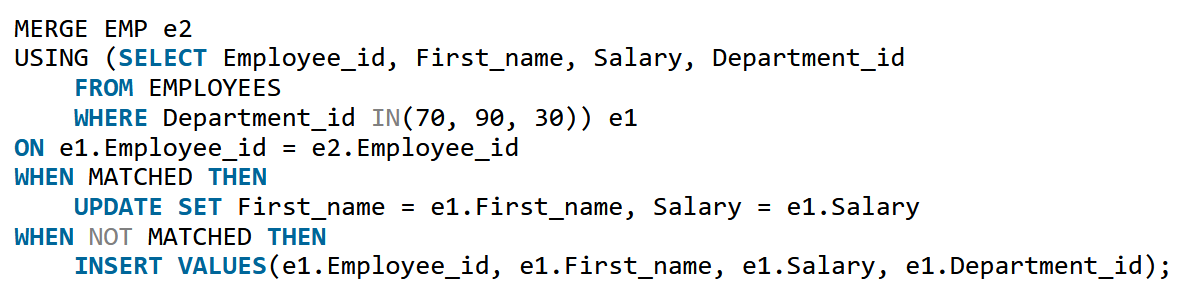 MERGE EMP e2
USING (SELECT Employee_id, First_name, Salary, Department_id
    FROM EMPLOYEES
    WHERE Department_id IN(70, 90, 30)) e1
ON e1.Employee_id = e2.Employee_id
WHEN MATCHED THEN
    UPDATE SET First_name = e1.First_name, Salary = e1.Salary
WHEN NOT MATCHED THEN
    INSERT VALUES(e1.Employee_id, e1.First_name, e1.Salary, e1.Department_id);